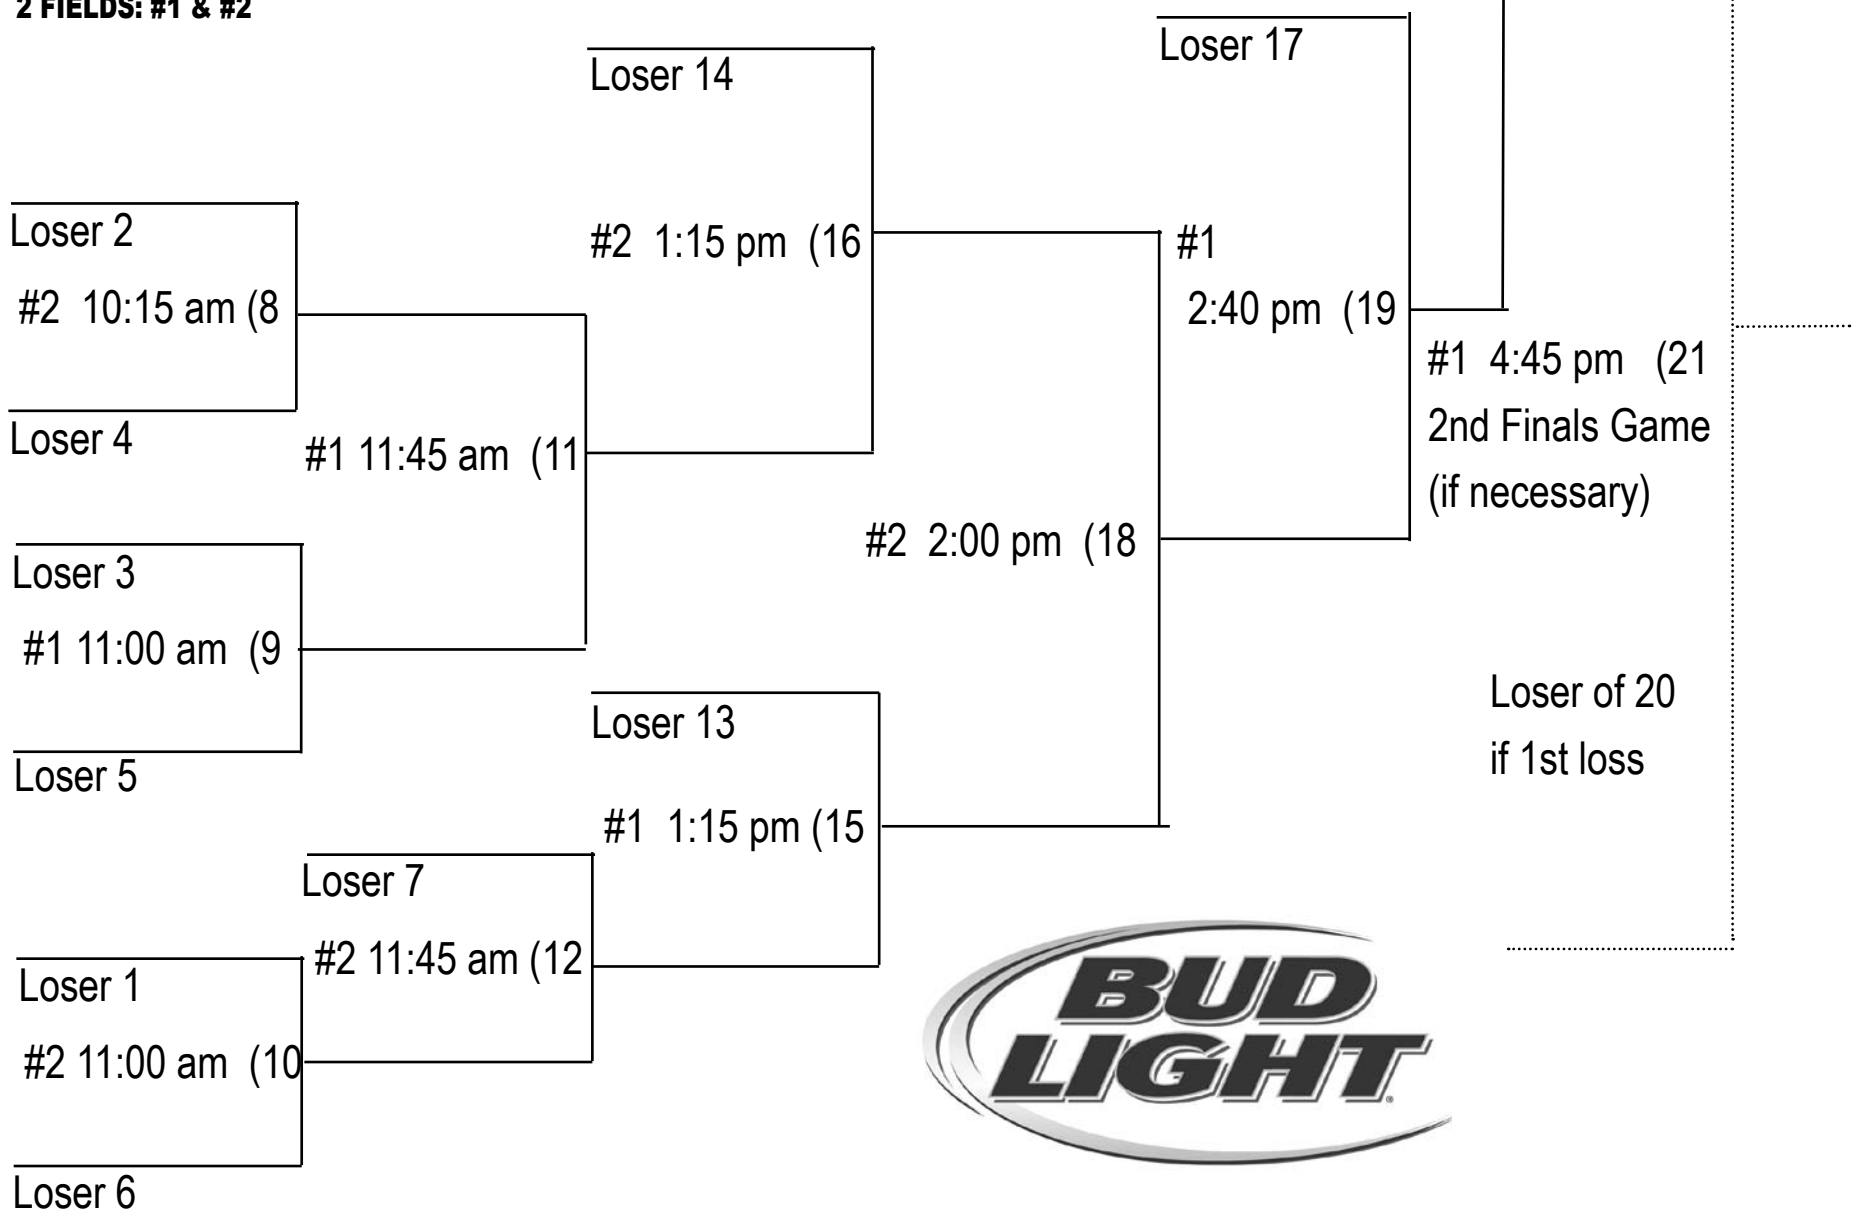 2 FIELDS: #1 & #2
Loser 17
Loser 14
Loser 2
#2 1:15 pm (16
#1
#2 10:15 am (8
2:40 pm (19
#1 4:45 pm (21
2nd Finals Game
(if necessary)
Loser 4
#1 11:45 am (11
#2 2:00 pm (18
Loser 3
#1 11:00 am (9
Loser of 20
if 1st loss
Loser 13
Loser 5
#1 1:15 pm (15
Loser 7
#2 11:45 am (12
Loser 1
#2 11:00 am (10
Loser 6
BUD
LIGHT